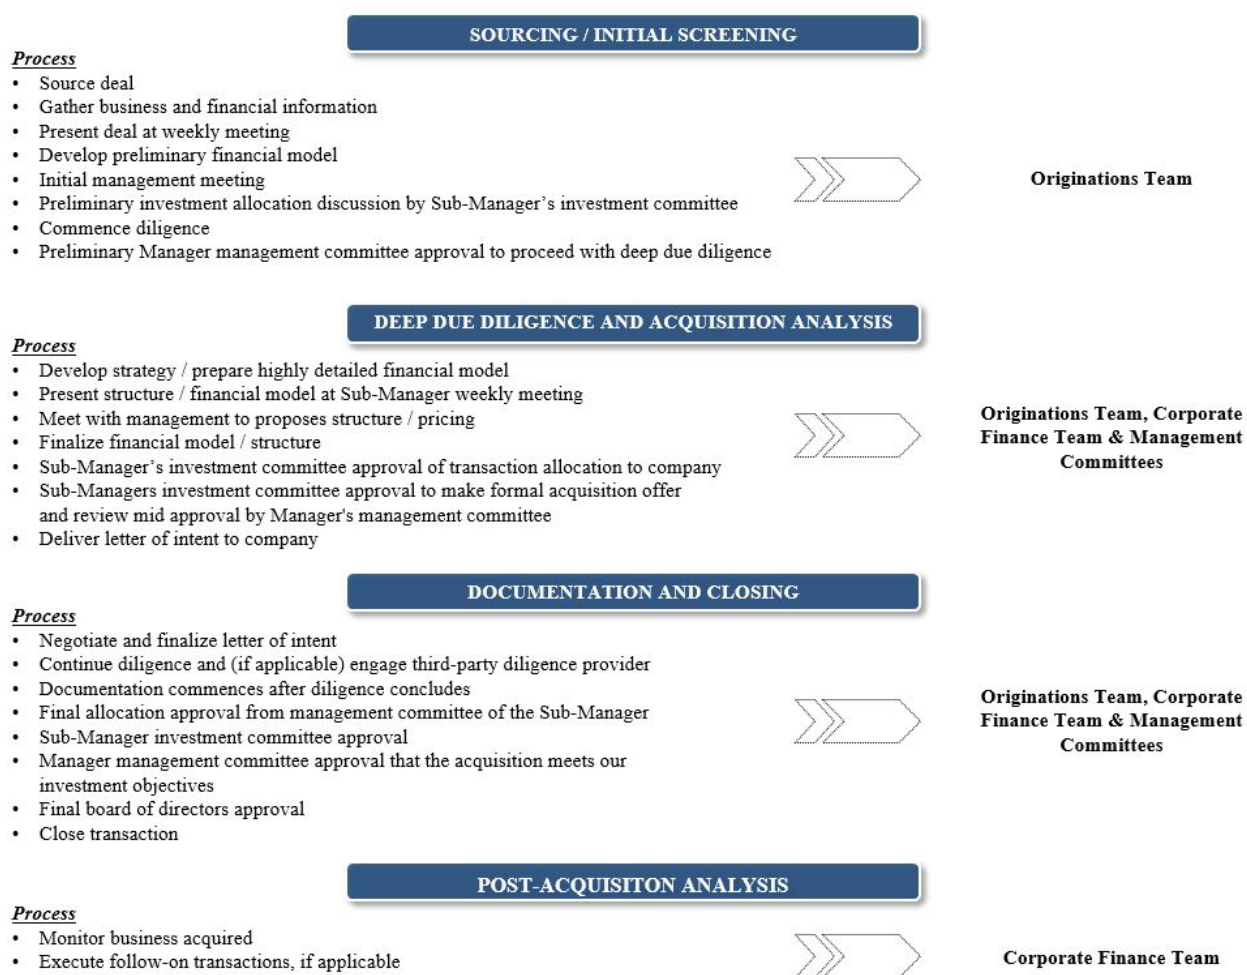 SOURCING / INITIAL SCREENING
Process
• Source deal
• Gather business and financial information
• Present deal at weekly meeting
• Develop preliminary financial model
• Initial management meeting
• Preliminary investment allocation discussion by Sub-Manager’s investment committee
• Commence diligence
• Preliminary Manager management committee approval to proceed with deep due diligence
Originations Team
DEEP DUE DILIGENCE AND ACQUISITION ANALYSIS
Process
• Develop strategy / prepare highly detailed financial model
• Present structure / financial model at Sub-Manager weekly meeting
• Meet with management to proposes structure / pricing
• Finalize financial model / structure
• Sub-Manager’s investment committee approval of transaction allocation to company
• Sub-Managers investment committee approval to make formal acquisition offer
and review mid approval by Manager's management committee
• Deliver letter of intent to company
Originations Team, Corporate
Finance Team & Management
Committees
DOCUMENTATION AND CLOSING
Process
• Negotiate and finalize letter of intent
• Continue diligence and (if applicable) engage third-party diligence provider
• Documentation commences after diligence concludes
• Final allocation approval from management committee of the Sub-Manager
• Sub-Manager investment committee approval
• Manager management committee approval that the acquisition meets our
investment objectives
• Final board of directors approval
• Close transaction
Originations Team, Corporate
Finance Team & Management
Committees
POST-ACQUISITON ANALYSIS
Process
• Monitor business acquired
• Execute follow-on transactions, if applicable
Corporate Finance Team